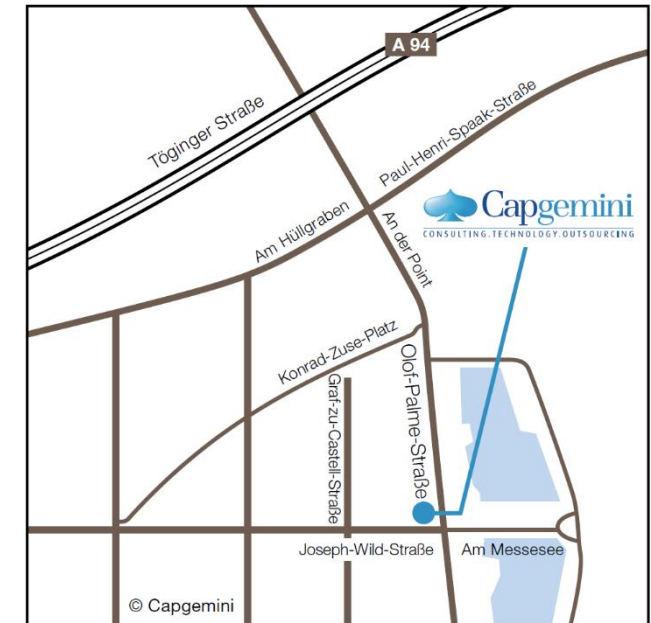 A 94
Töginger Straße
Paul-Henri-Spaak-Straße
Capgemini
CONSULTING.TECHNOLOGY.OUTSOURCING
Am Hüllgraben
An der Point
Konrad-Zuse-Platz
Olof-Palme-Straße
Graf-zu-Castell-Straße
Joseph-Wild-Straße
Am Messesee
© Capgemini